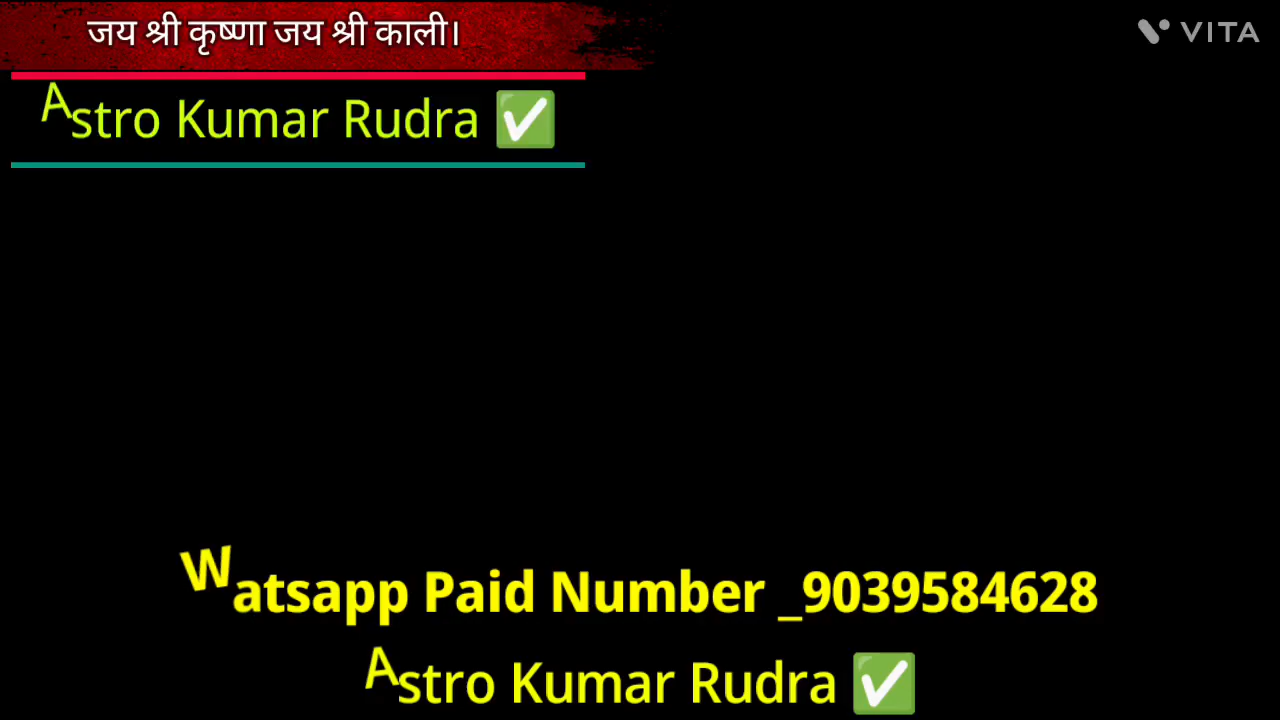 जय श्री कृष्णा जय श्री काली।
VITA
Astro Kumar Rudra ✅
Watsapp Paid Number _9039584628
Astro Kumar Rudra ✅